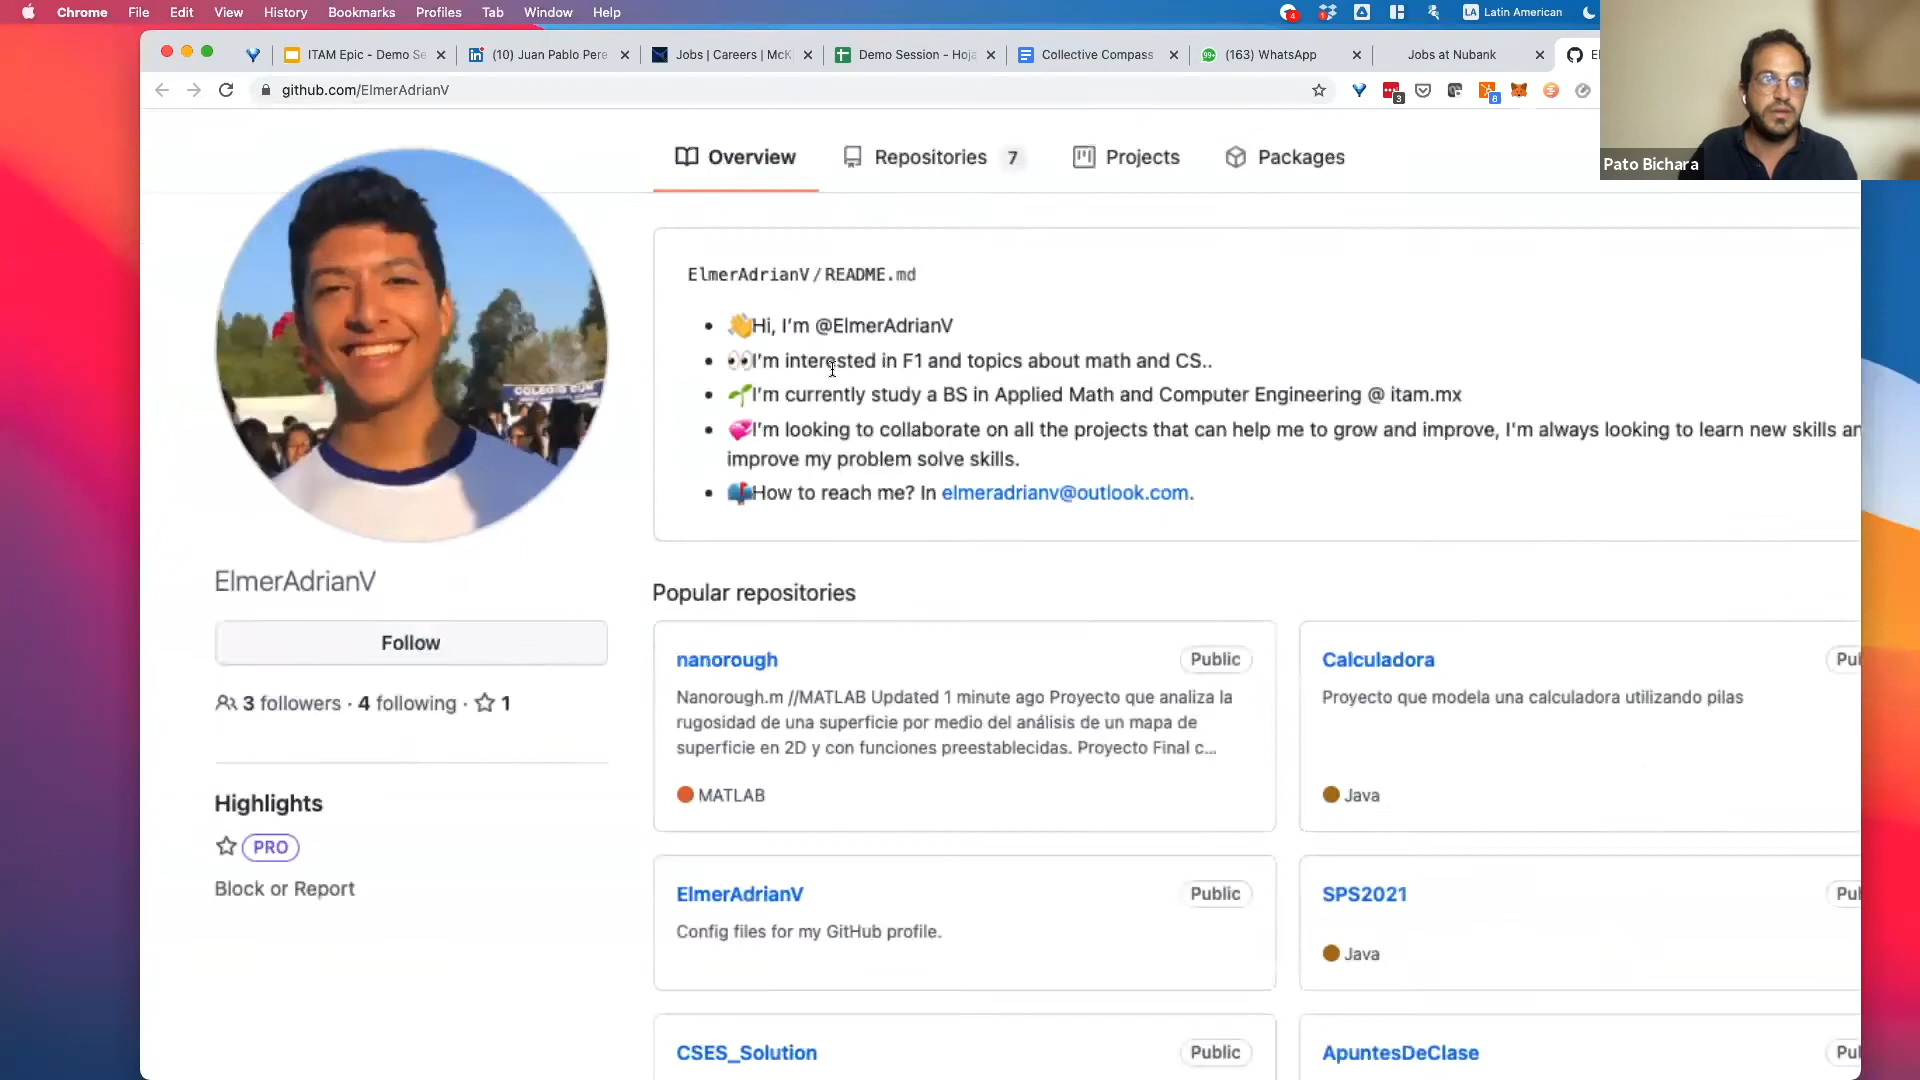 Chrome File Edit View History Bookmarks Profiles Tab Window Help
4 1 LA Latin American
ITAM Epic - Demo Se
(10) Juan Pablo Pere
Jobs | Careers | McK
Demo Session - Hoja
Collective Compass
99+ (163) WhatsApp
Jobs at Nubank
github.com/ElmerAdrianV
3 8
Pato Bichara
Overview Repositories 7 Projects Packages
ElmerAdrianV/README.md
👋Hi, I'm @ElmerAdrianV
👀I'm interested in F1 and topics about math and CS..
🌱I'm currently study a BS in Applied Math and Computer Engineering @ itam.mx
💞️I'm looking to collaborate on all the projects that can help me to grow and improve, I'm always looking to learn new skills an
improve my problem solve skills.
📫How to reach me? In elmeradrianv@outlook.com.
ElmerAdrianV
Follow
3 followers · 4 following · 1
Highlights
PRO
Block or Report
Popular repositories
nanorough Public
Nanorough.m //MATLAB Updated 1 minute ago Proyecto que analiza la
rugosidad de una superficie por medio del análisis de un mapa de
superficie en 2D y con funciones preestablecidas. Proyecto Final c...
MATLAB
Calculadora Pu
Proyecto que modela una calculadora utilizando pilas
Java
ElmerAdrianV Public
Config files for my GitHub profile.
SPS2021 Pu
Java
CSES_Solution Public
ApuntesDeClase Pu